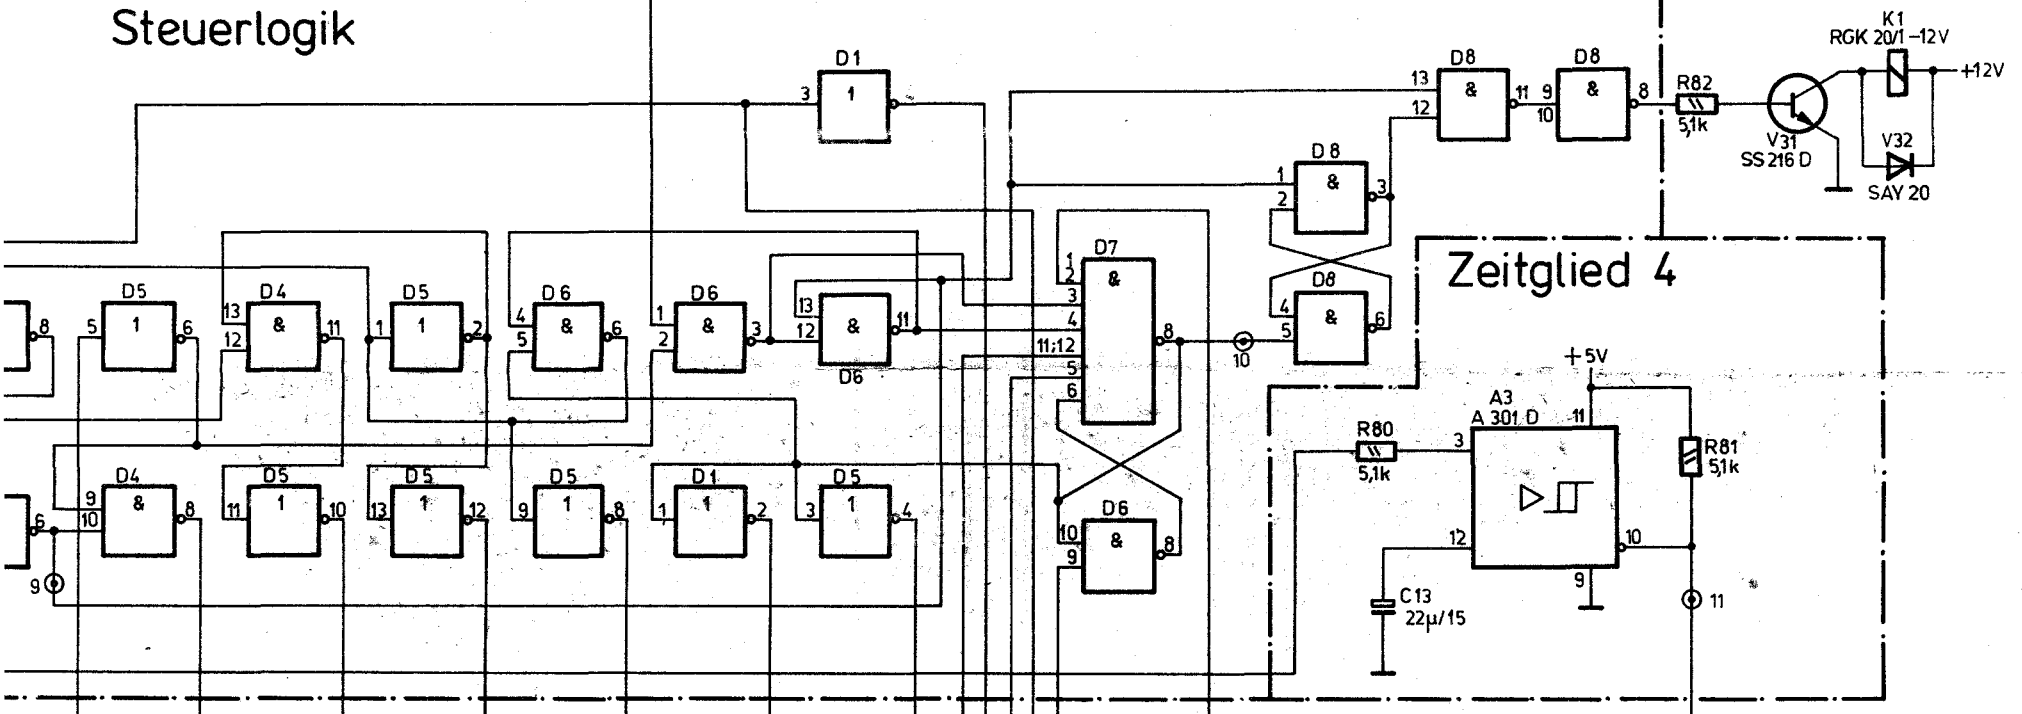 Steuerlogik
K1
RGK 20/1-12V
+12V
D1
3
1
D8
13
12
&
11
D8
9
10
&
8
R82
5,1k
V31
SS 216 D
V32
SAY 20
D8
1
2
&
3
D8
4
5
&
6
10
D7
1
2
3
4
11;12
5
6
&
8
8
D5
5
1
6
D4
13
12
&
11
D5
1
1
2
D6
4
5
&
6
D6
1
2
&
3
13
12
&
11
D6
6
9
D4
9
10
&
8
D5
11
1
10
D5
13
1
12
D5
9
1
8
D1
1
1
2
D5
3
1
4
D6
10
9
&
8
Zeitglied 4
+5V
A3
A 301 D
11
3
12
10
9
R80
5,1k
R81
5,1k
C13
22µ/15
11